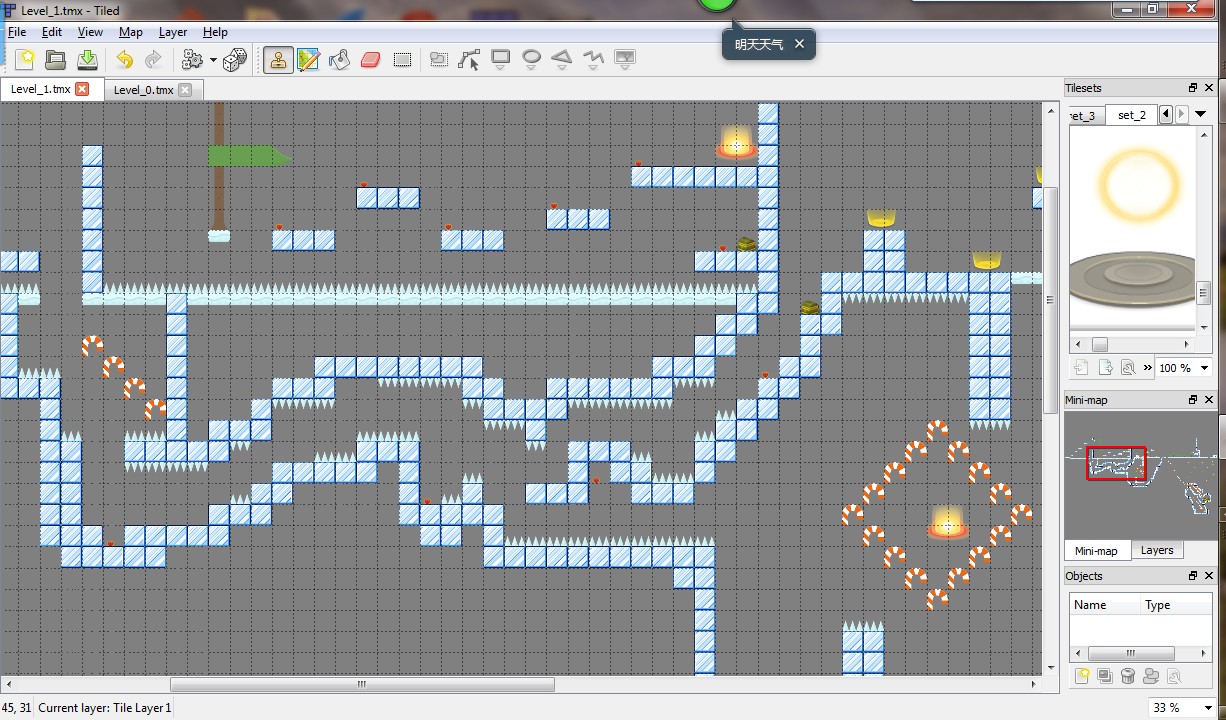 Level_1.tmx - Tiled
明天天气
File Edit View Map Layer Help
Level_1.tmx
Level_0.tmx
Tilesets
set_3
set_2
100 %
Mini-map
Mini-map
Layers
Objects
Name Type
45, 31 Current layer: Tile Layer 1
33 %